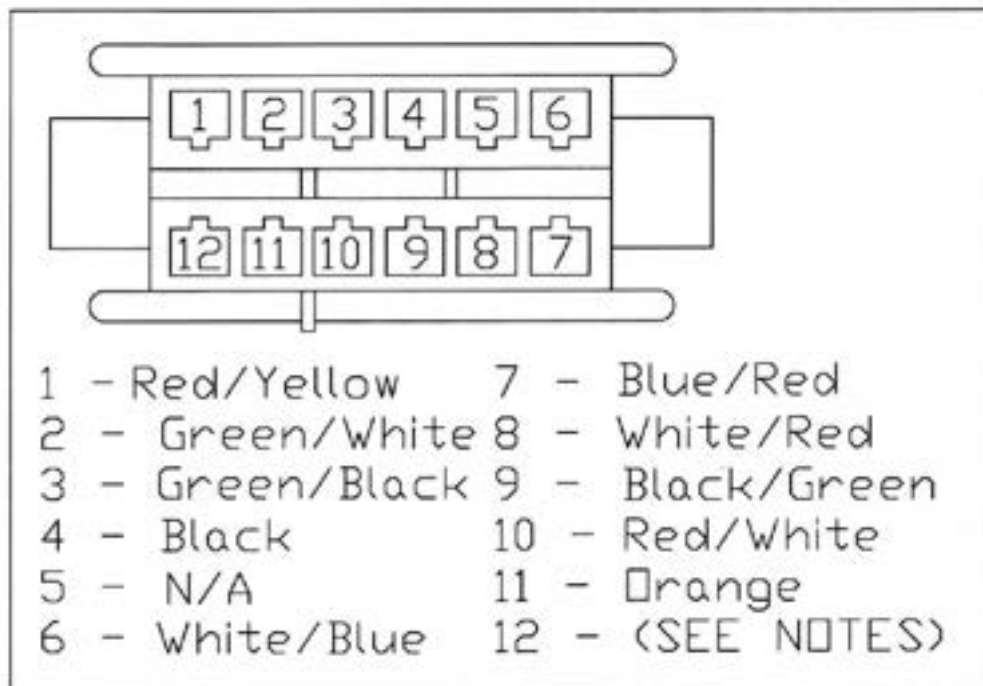 1 2 3 4 5 6
12 11 10 9 8 7
1 - Red/Yellow 7 - Blue/Red
2 - Green/White 8 - White/Red
3 - Green/Black 9 - Black/Green
4 - Black 10 - Red/White
5 - N/A 11 - Orange
6 - White/Blue 12 - (SEE NOTES)